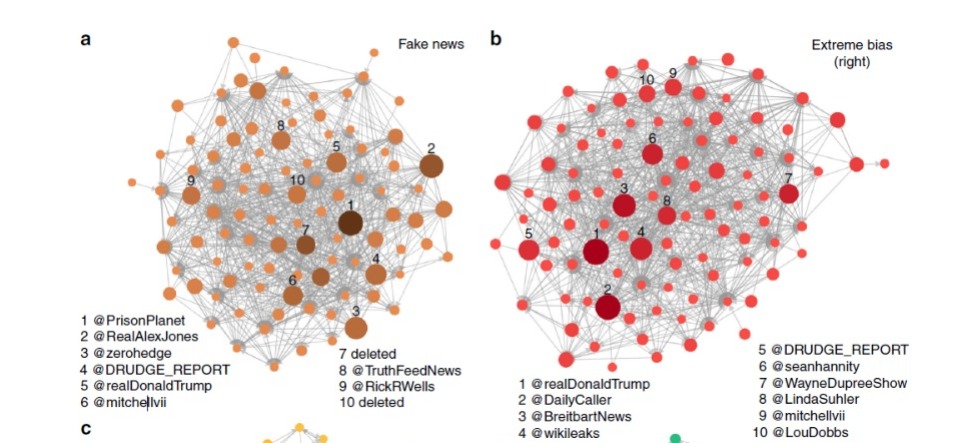 a
Fake news
8
5
2
9
10
1
7
4
6
3
1 @PrisonPlanet
2 @RealAlexJones
3 @zerohedge
4 @DRUDGE_REPORT
5 @realDonaldTrump
6 @mitchellvii
7 deleted
8 @TruthFeedNews
9 @RickRWells
10 deleted
b
Extreme bias
(right)
10
9
6
7
3
8
5
1
4
2
1 @realDonaldTrump
2 @DailyCaller
3 @BreitbartNews
4 @wikileaks
5 @DRUDGE_REPORT
6 @seanhannity
7 @WayneDupreeShow
8 @LindaSuhler
9 @mitchellvii
10 @LouDobbs
c